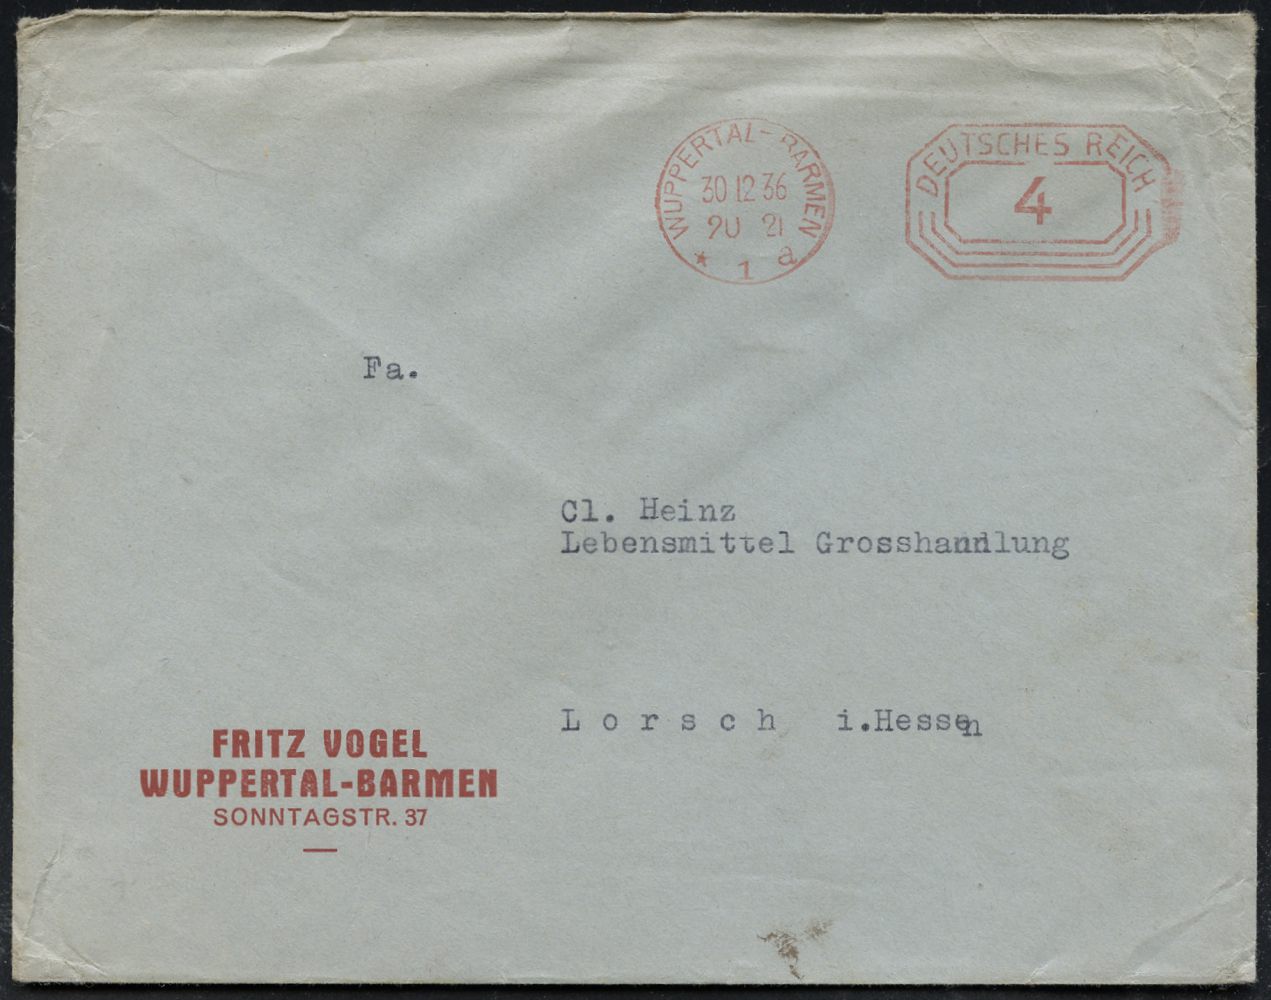 WUPPERTAL-BARMEN
30 12 36
20 21
* 1 a
DEUTSCHES REICH
4
Fa.
Cl. Heinz
Lebensmittel Grosshandlung
Lorsch i.Hessen
FRITZ VOGEL
WUPPERTAL-BARMEN
SONNTAGSTR. 37